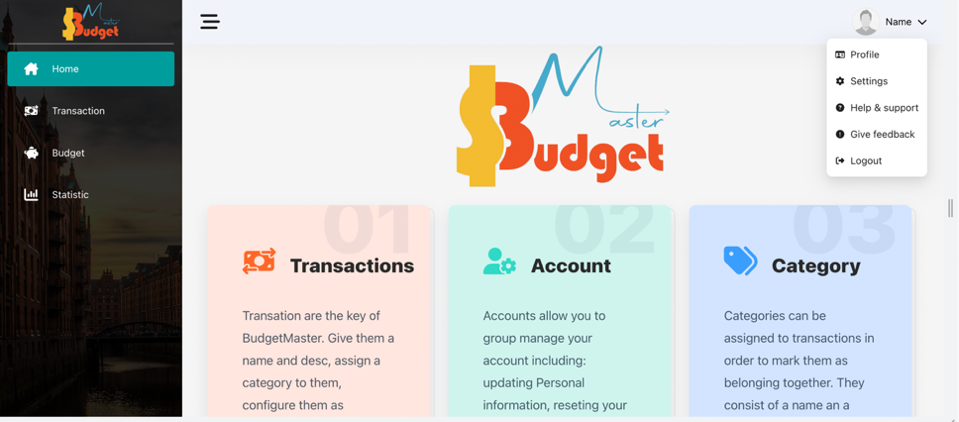 Master
Budget
Name
Home
Transaction
Budget
Statistic
Profile
Settings
Help & support
Give feedback
Logout
Master
Budget
01
Transactions
Transation are the key of
BudgetMaster. Give them a
name and desc, assign a
category to them,
configure them as
02
Account
Accounts allow you to
group manage your
account including:
updating Personal
information, reseting your
03
Category
Categories can be
assigned to transactions in
order to mark them as
belonging together. They
consist of a name an a